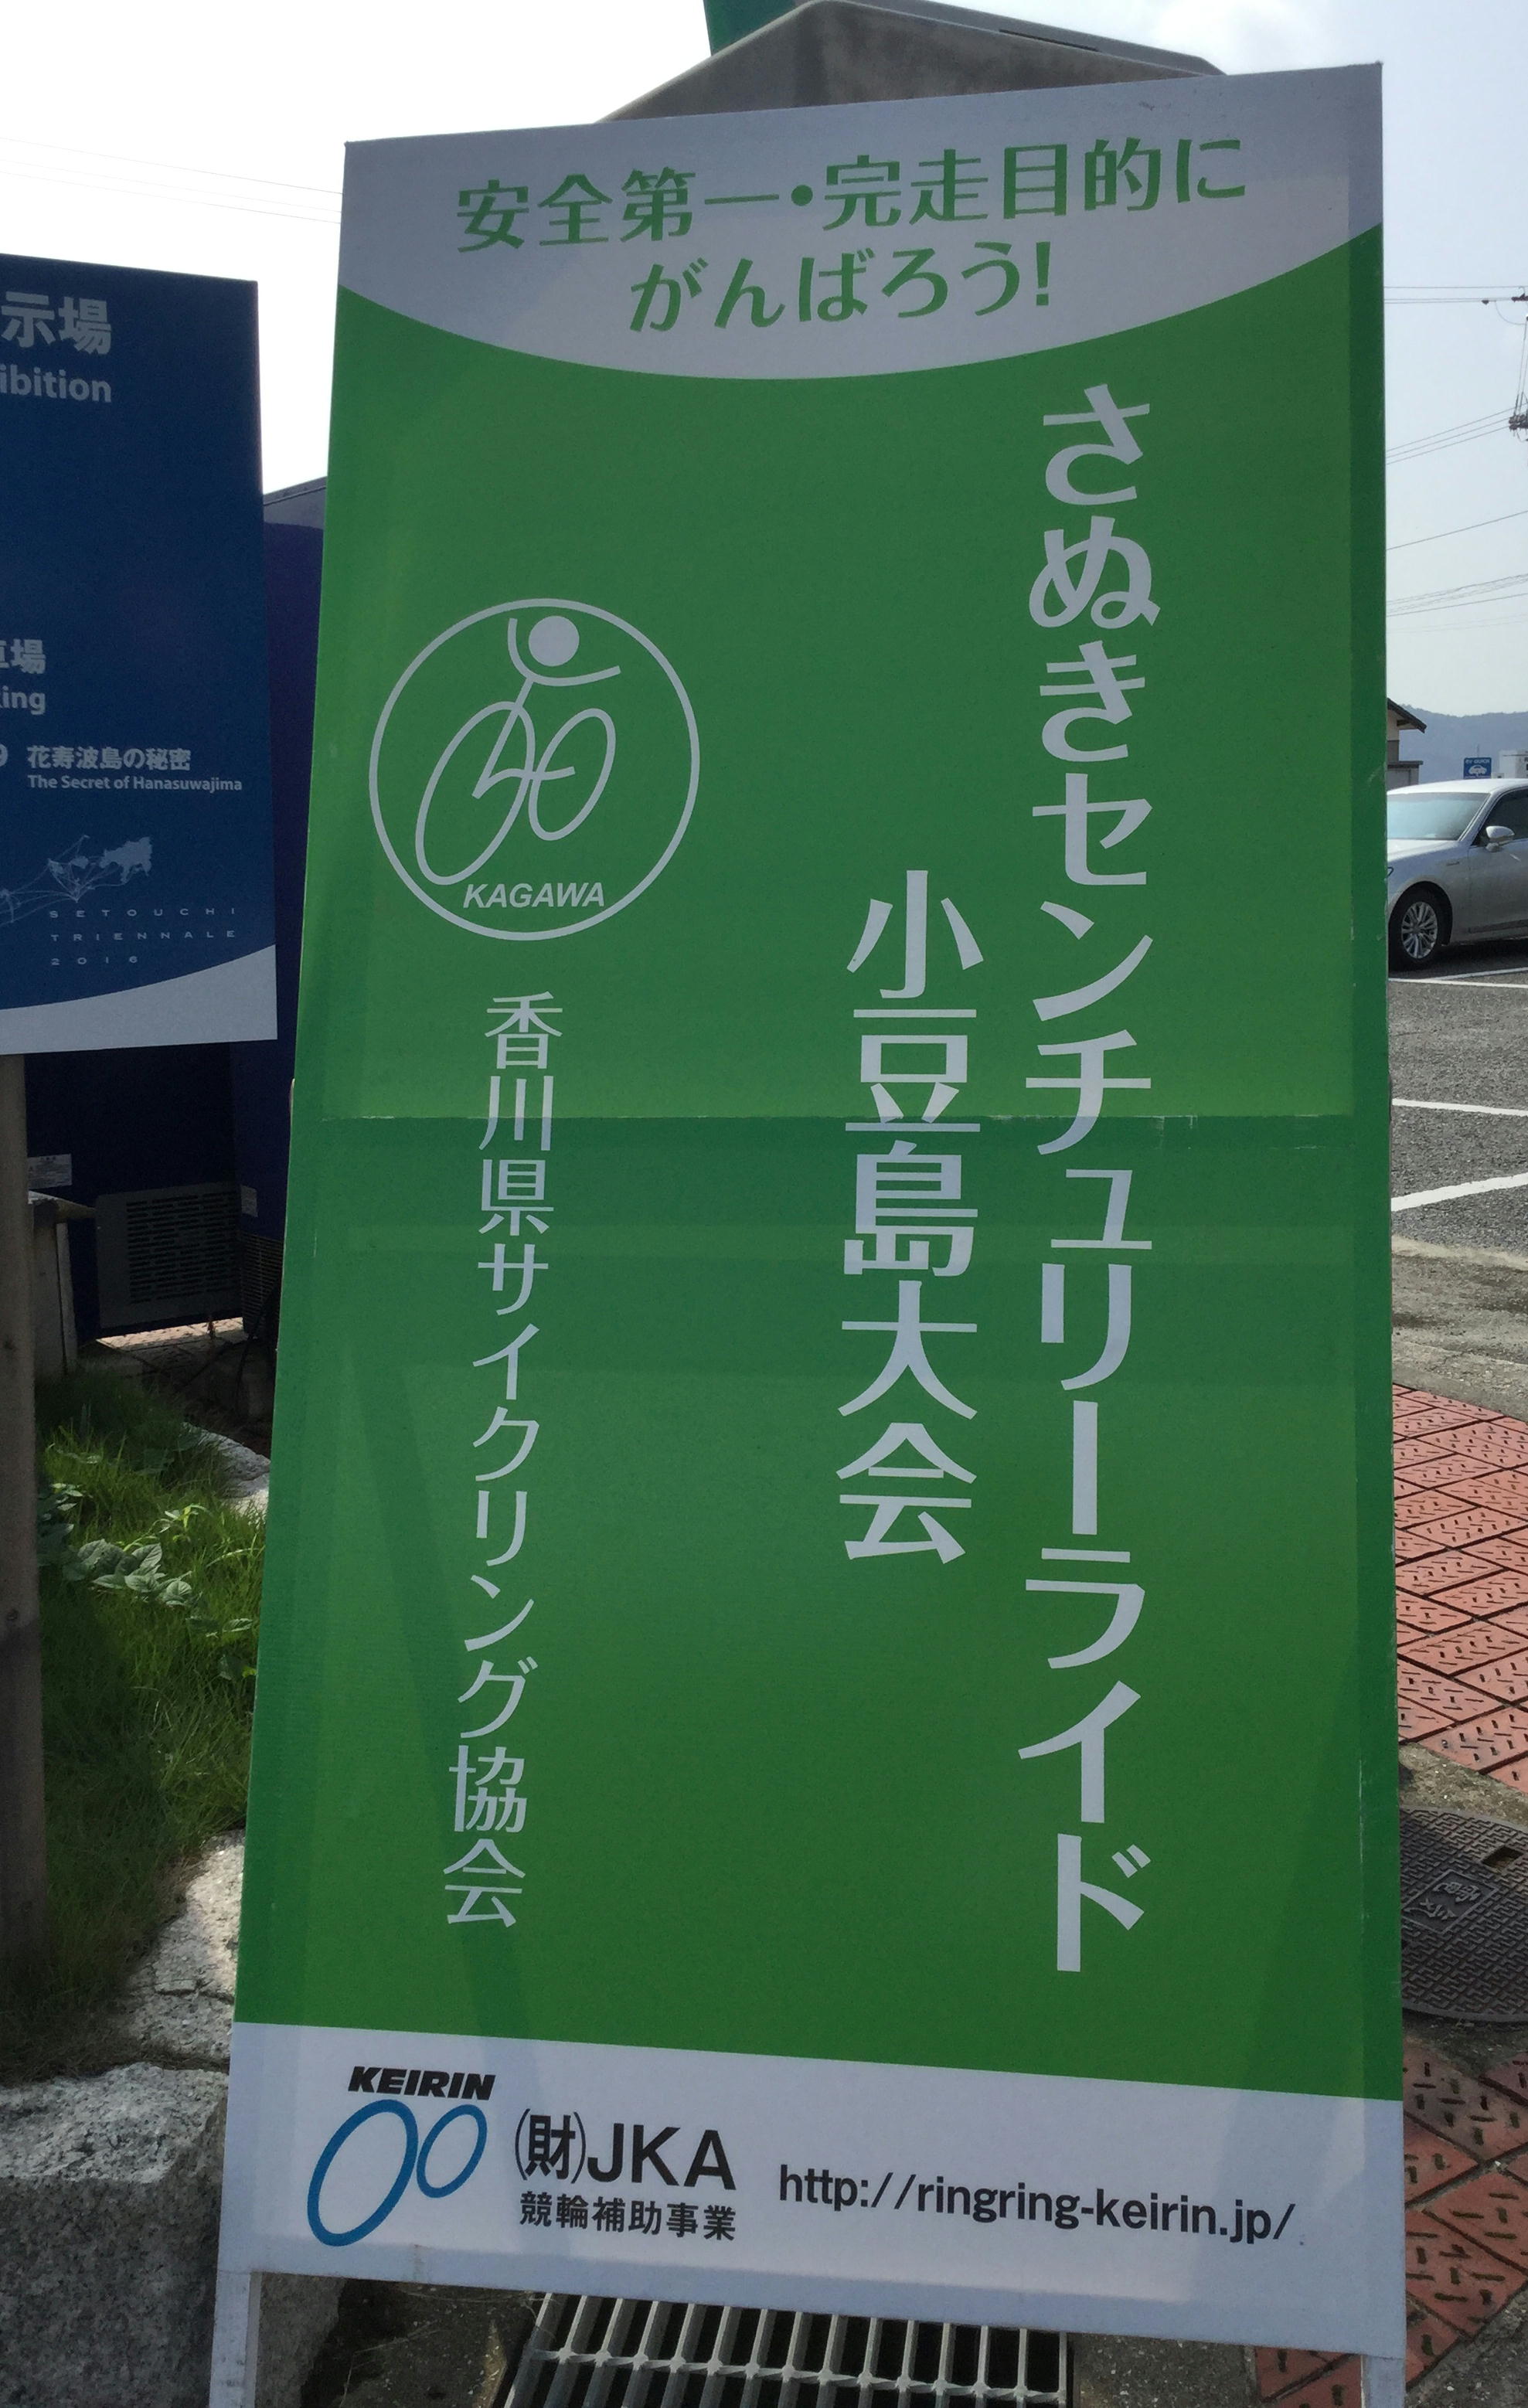 安全第一・完走目的に
がんばろう!
さぬきセンチュリーライド
小豆島大会
KAGAWA
香川県サイクリング協会
KEIRIN
(財)JKA
競輪補助事業
http://ringring-keirin.jp/
示場
ibition
場
ing
9 花寿波島の秘密
The Secret of Hanasuwajima
SETOUCHI
TRIENNALE
2016